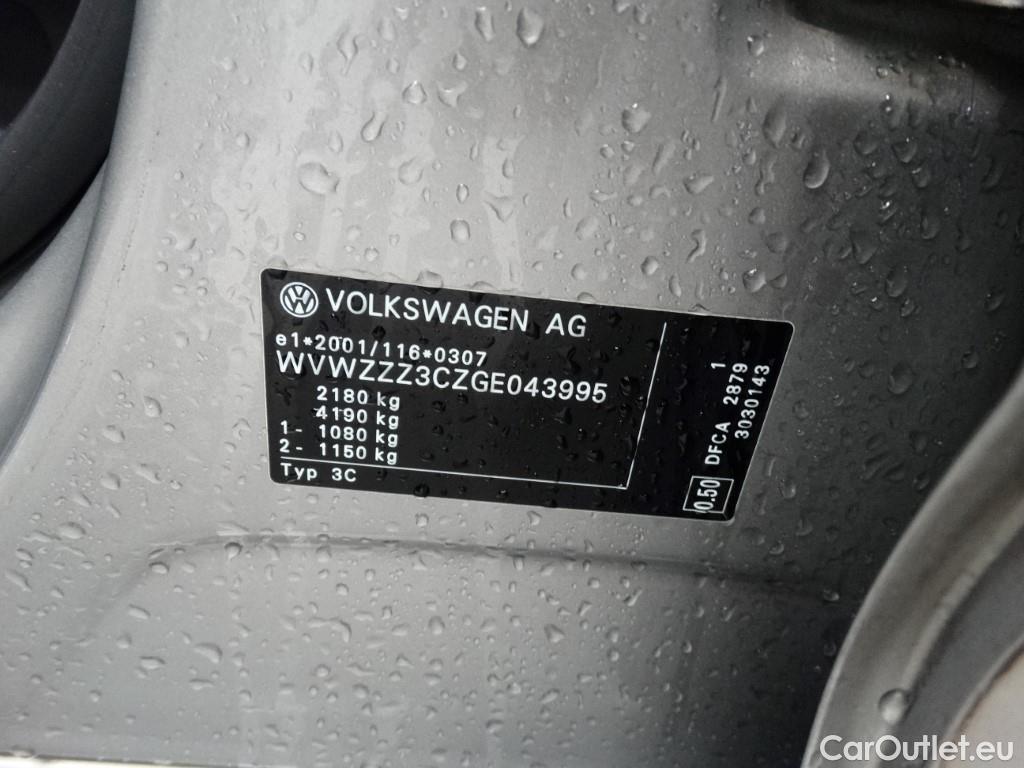 VOLKSWAGEN AG
e1*2001/116*0307
WVWZZZ3CZGE043995
2180 kg
4190 kg
1- 1080 kg
2- 1150 kg
Typ 3C
0.50 DFCA 2879 1
3030143
CarOutlet.eu